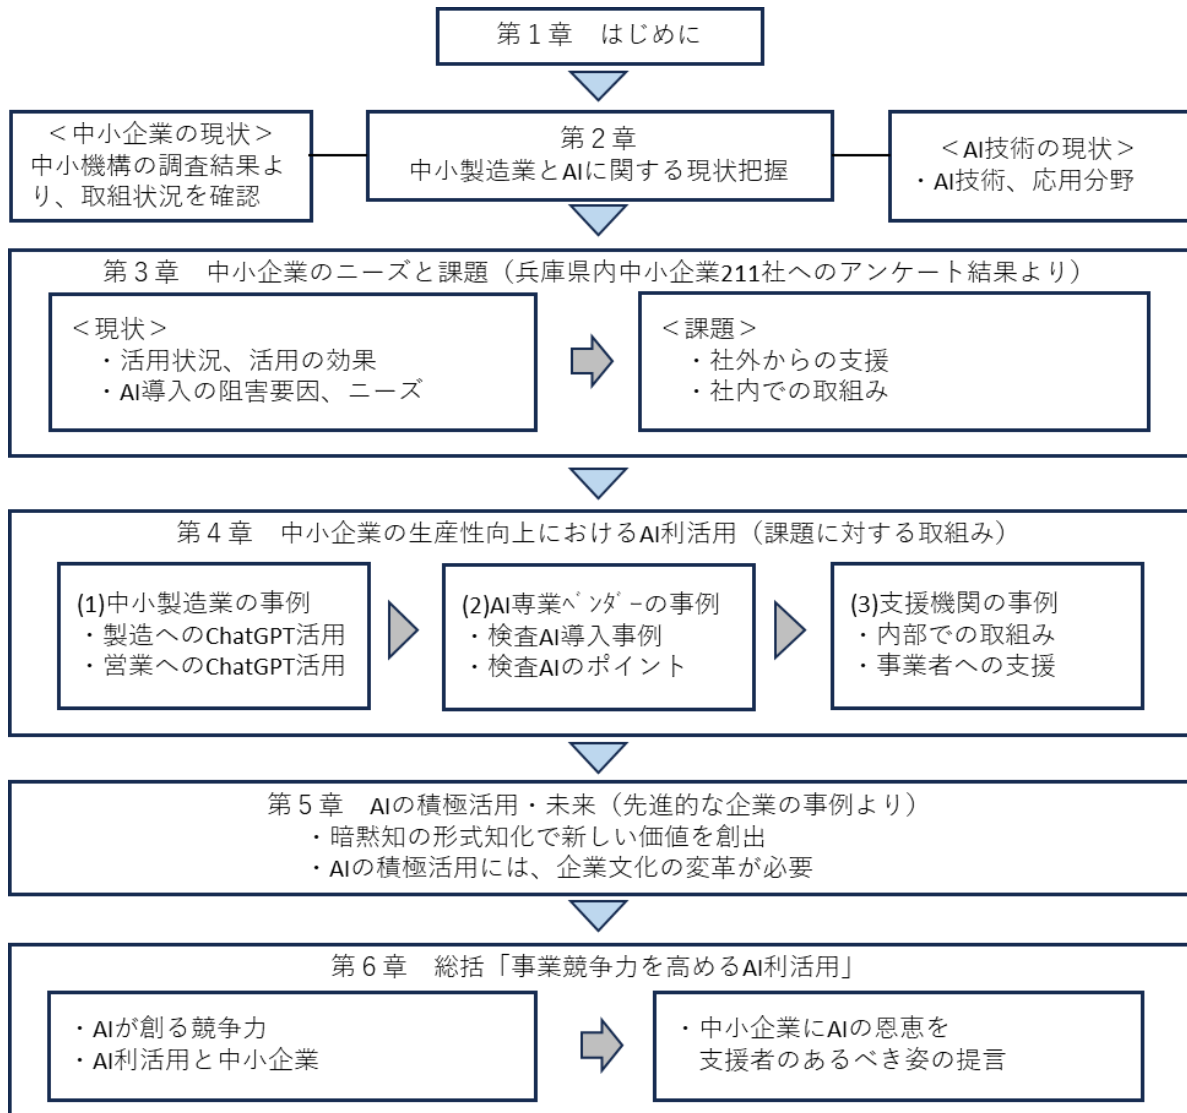 第１章　はじめに
＜中小企業の現状＞
中小機構の調査結果よ
り、取組状況を確認
第２章
中小製造業とAIに関する現状把握
＜AI技術の現状＞
・AI技術、応用分野
第３章　中小企業のニーズと課題（兵庫県内中小企業211社へのアンケート結果より）
＜現状＞
・活用状況、活用の効果
・AI導入の阻害要因、ニーズ
＜課題＞
・社外からの支援
・社内での取組み
第４章　中小企業の生産性向上におけるAI利活用（課題に対する取組み）
(1)中小製造業の事例
・製造へのChatGPT活用
・営業へのChatGPT活用
(2)AI専業ﾍﾞﾝﾀﾞｰの事例
・検査AI導入事例
・検査AIのポイント
(3)支援機関の事例
・内部での取組み
・事業者への支援
第５章　AIの積極活用・未来（先進的な企業の事例より）
・暗黙知の形式知化で新しい価値を創出
・AIの積極活用には、企業文化の変革が必要
第６章　総括「事業競争力を高めるAI利活用」
・AIが創る競争力
・AI利活用と中小企業
・中小企業にAIの恩恵を
支援者のあるべき姿の提言